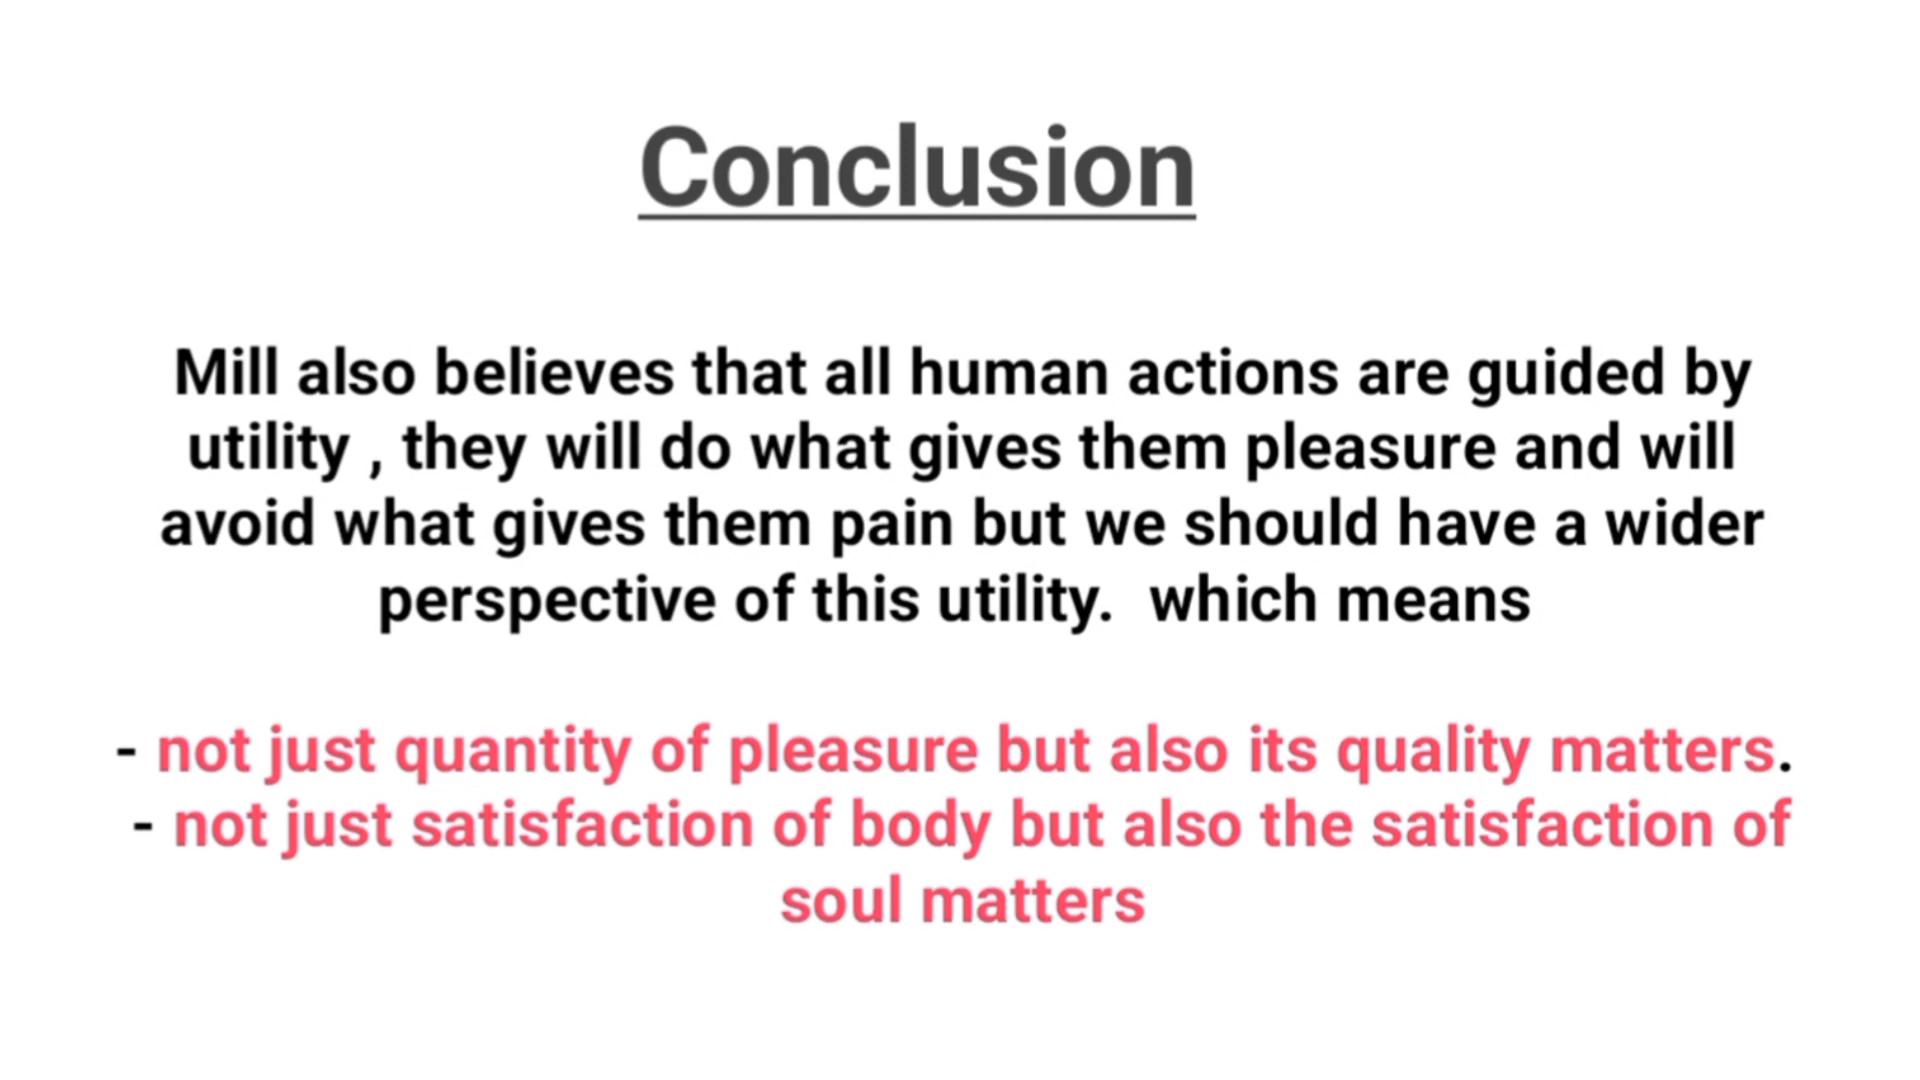 Conclusion
Mill also believes that all human actions are guided by
utility , they will do what gives them pleasure and will
avoid what gives them pain but we should have a wider
perspective of this utility.  which means
- not just quantity of pleasure but also its quality matters.
- not just satisfaction of body but also the satisfaction of
soul matters